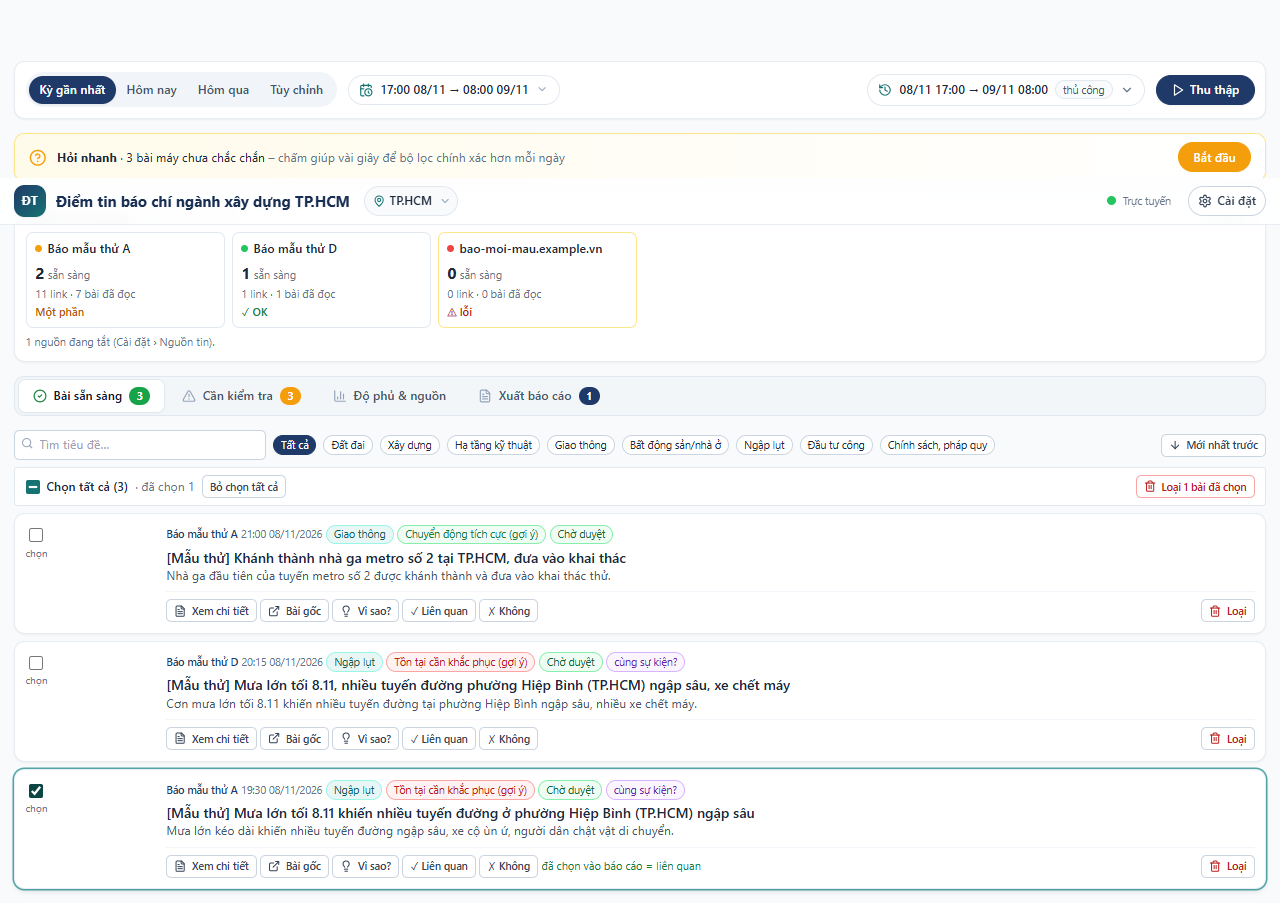 Kỳ gần nhất Hôm nay Hôm qua Tùy chỉnh 17:00 08/11 → 08:00 09/11 08/11 17:00 → 09/11 08:00 thủ công Thu thập
Hỏi nhanh · 3 bài máy chưa chắc chắn – chấm giúp vài giây để bộ lọc chính xác hơn mỗi ngày Bắt đầu
ĐT Điểm tin báo chí ngành xây dựng TP.HCM TP.HCM Trực tuyến Cài đặt
Báo mẫu thử A Báo mẫu thử D bao-moi-mau.example.vn
2 sẵn sàng 1 sẵn sàng 0 sẵn sàng
11 link · 7 bài đã đọc 1 link · 1 bài đã đọc 0 link · 0 bài đã đọc
Một phần ✓ OK ⚠ lỗi
1 nguồn đang tắt (Cài đặt › Nguồn tin).
Bài sẵn sàng 3 Cần kiểm tra 3 Độ phủ & nguồn Xuất báo cáo 1
Tìm tiêu đề... Tất cả Đất đai Xây dựng Hạ tầng kỹ thuật Giao thông Bất động sản/nhà ở Ngập lụt Đầu tư công Chính sách, pháp quy Mới nhất trước
Chọn tất cả (3) · đã chọn 1 Bỏ chọn tất cả Loại 1 bài đã chọn
Báo mẫu thử A 21:00 08/11/2026 Giao thông Chuyển động tích cực (gợi ý) Chờ duyệt
chọn
[Mẫu thử] Khánh thành nhà ga metro số 2 tại TP.HCM, đưa vào khai thác
Nhà ga đầu tiên của tuyến metro số 2 được khánh thành và đưa vào khai thác thử.
Xem chi tiết Bài gốc Vì sao? ✓ Liên quan ✗ Không Loại
Báo mẫu thử D 20:15 08/11/2026 Ngập lụt Tồn tại cần khắc phục (gợi ý) Chờ duyệt cùng sự kiện?
chọn
[Mẫu thử] Mưa lớn tối 8.11, nhiều tuyến đường phường Hiệp Bình (TP.HCM) ngập sâu, xe chết máy
Cơn mưa lớn tối 8.11 khiến nhiều tuyến đường tại phường Hiệp Bình ngập sâu, nhiều xe chết máy.
Xem chi tiết Bài gốc Vì sao? ✓ Liên quan ✗ Không Loại
Báo mẫu thử A 19:30 08/11/2026 Ngập lụt Tồn tại cần khắc phục (gợi ý) Chờ duyệt cùng sự kiện?
chọn
[Mẫu thử] Mưa lớn tối 8.11 khiến nhiều tuyến đường ở phường Hiệp Bình (TP.HCM) ngập sâu
Mưa lớn kéo dài khiến nhiều tuyến đường ngập sâu, xe cộ ùn ứ, người dân chật vật di chuyển.
Xem chi tiết Bài gốc Vì sao? ✓ Liên quan ✗ Không đã chọn vào báo cáo = liên quan Loại